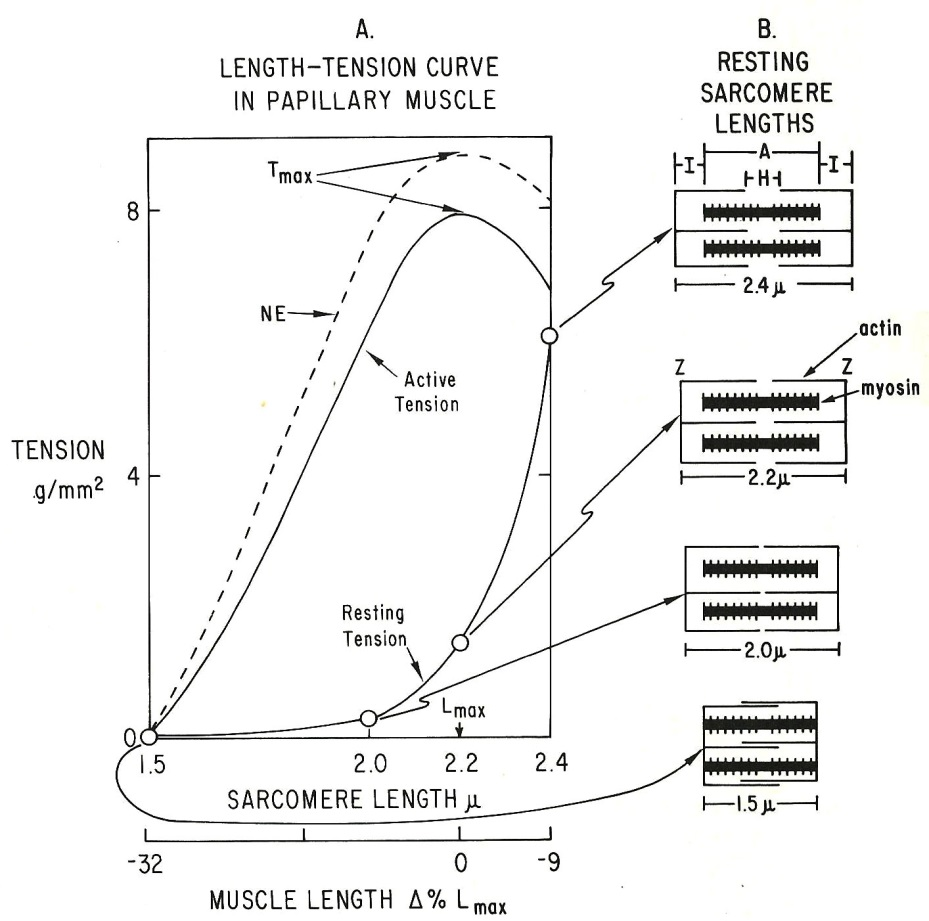 A.
LENGTH-TENSION CURVE
IN PAPILLARY MUSCLE
Tmax
8
NE
Active
Tension
TENSION
g/mm²
4
Resting
Tension
Lmax
0
1.5
2.0
2.2
2.4
SARCOMERE LENGTH μ
-32
0
-9
MUSCLE LENGTH Δ% Lmax
B.
RESTING
SARCOMERE
LENGTHS
A
I
I
H
2.4μ
actin
Z
Z
myosin
2.2μ
2.0μ
1.5μ